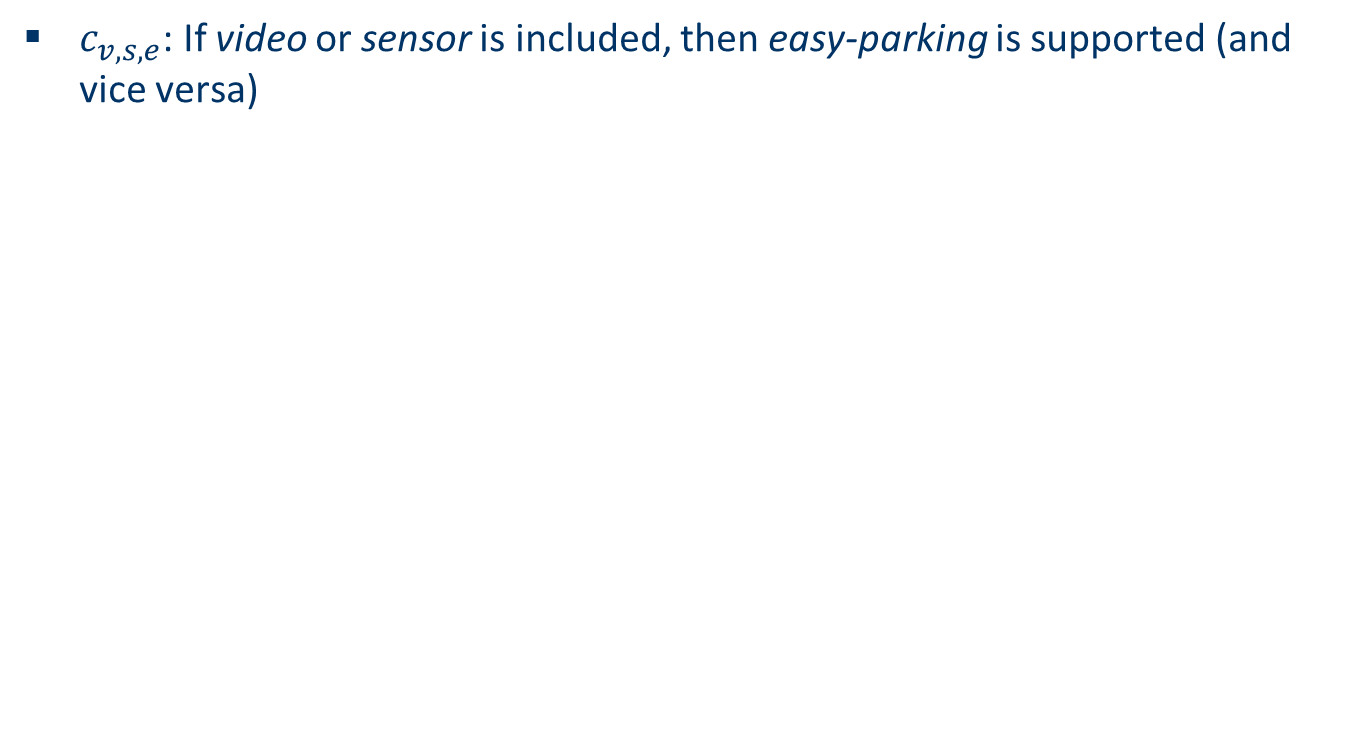 ▪ c_{v,s,e}: If video or sensor is included, then easy-parking is supported (and
vice versa)